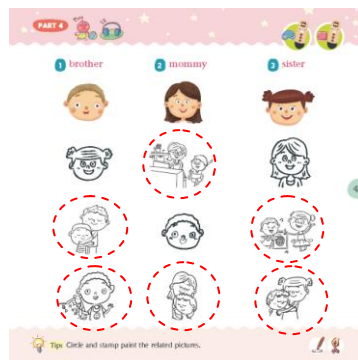 PART 4
1 brother
2 mommy
3 sister
Tips Circle and stamp paint the related pictures.